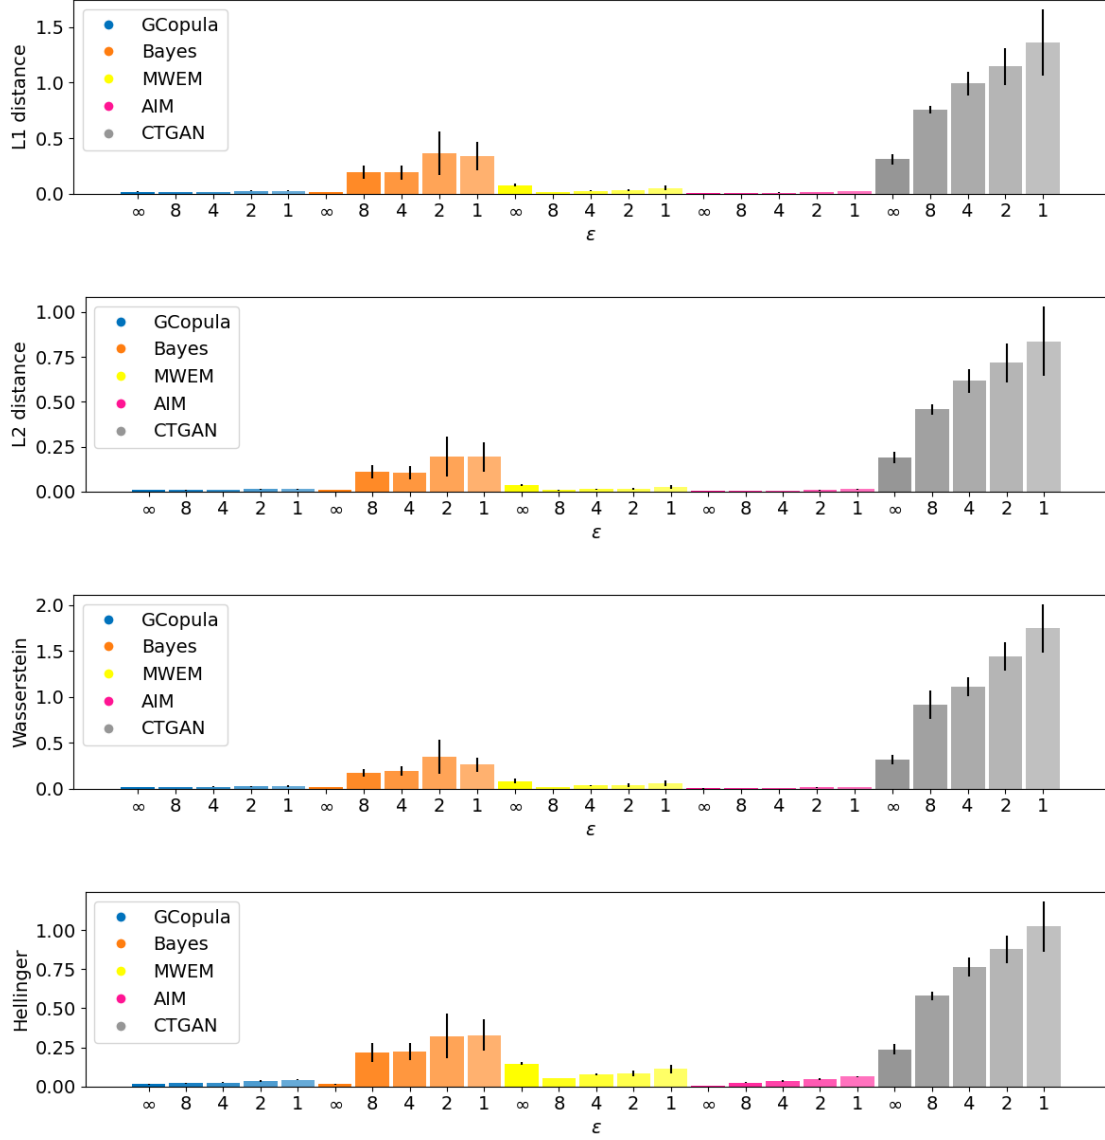 L1 distance
1.5
1.0
0.5
0.0
GCopula
Bayes
MWEM
AIM
CTGAN
∞ 8 4 2 1 ∞ 8 4 2 1 ∞ 8 4 2 1 ∞ 8 4 2 1 ∞ 8 4 2 1
ε
L2 distance
1.00
0.75
0.50
0.25
0.00
GCopula
Bayes
MWEM
AIM
CTGAN
∞ 8 4 2 1 ∞ 8 4 2 1 ∞ 8 4 2 1 ∞ 8 4 2 1 ∞ 8 4 2 1
ε
Wasserstein
2.0
1.5
1.0
0.5
0.0
GCopula
Bayes
MWEM
AIM
CTGAN
∞ 8 4 2 1 ∞ 8 4 2 1 ∞ 8 4 2 1 ∞ 8 4 2 1 ∞ 8 4 2 1
ε
Hellinger
1.00
0.75
0.50
0.25
0.00
GCopula
Bayes
MWEM
AIM
CTGAN
∞ 8 4 2 1 ∞ 8 4 2 1 ∞ 8 4 2 1 ∞ 8 4 2 1 ∞ 8 4 2 1
ε